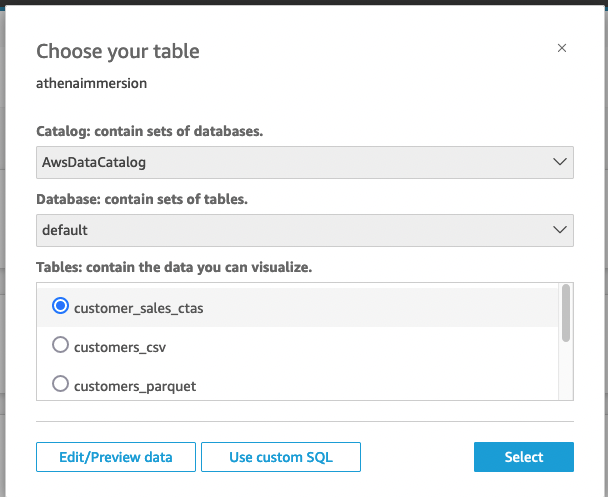 Choose your table
athenaimmersion
Catalog: contain sets of databases.
AwsDataCatalog
Database: contain sets of tables.
default
Tables: contain the data you can visualize.
customer_sales_ctas
customers_csv
customers_parquet
Edit/Preview data
Use custom SQL
Select